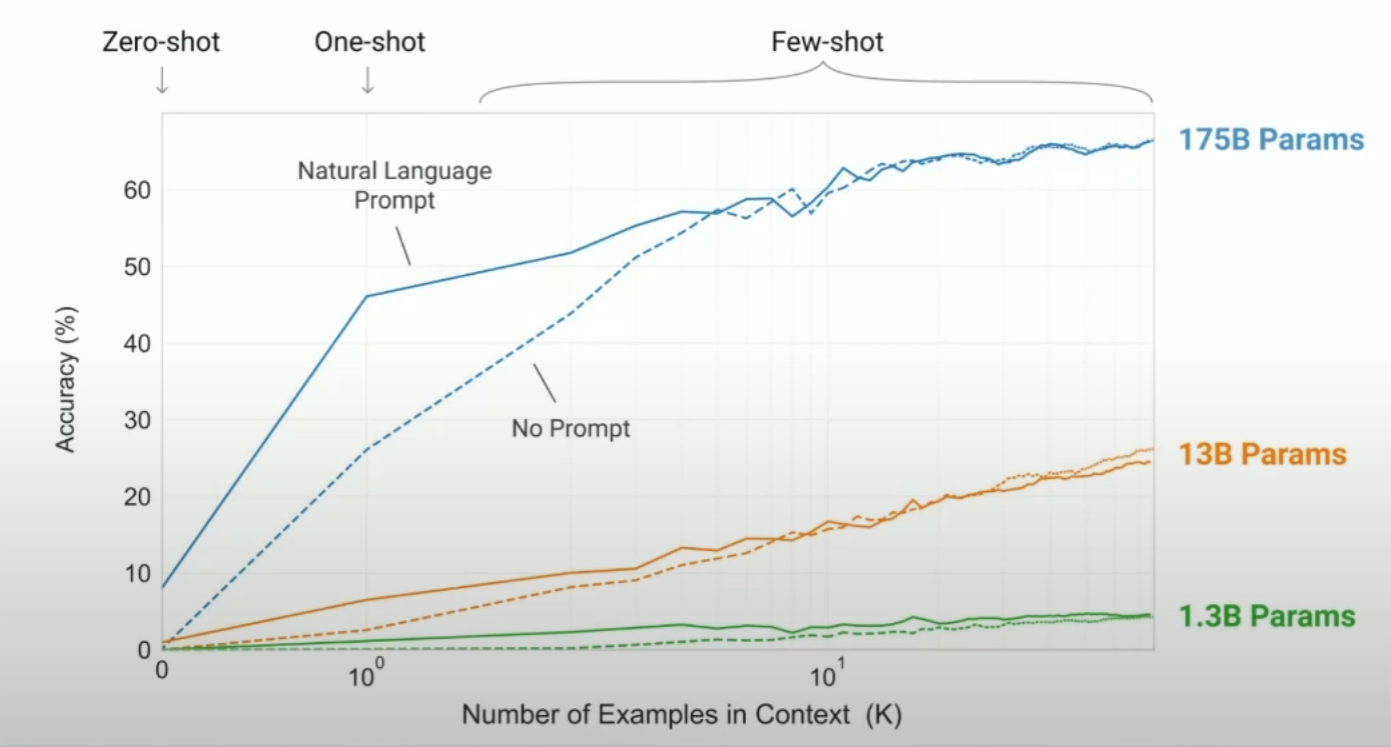 Zero-shot
One-shot
Few-shot
175B Params
Natural Language
Prompt
No Prompt
13B Params
1.3B Params
Accuracy (%)
60
50
40
30
20
10
0
0
10⁰
10¹
Number of Examples in Context (K)